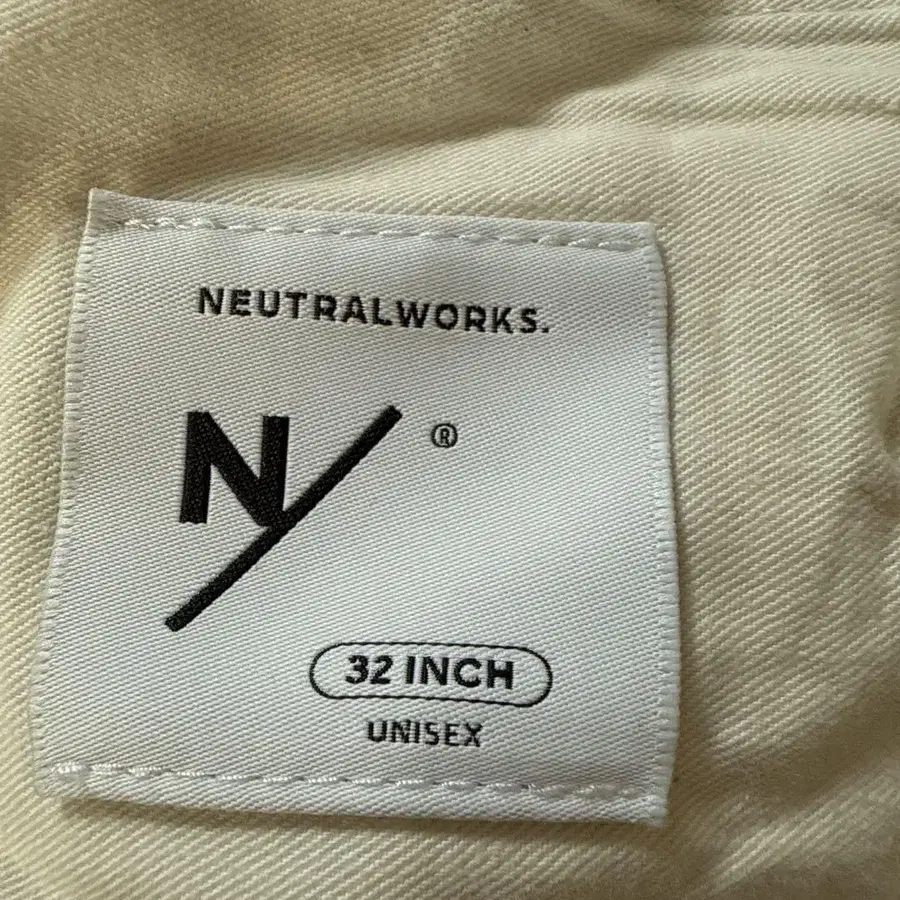 NEUTRALWORKS.
N/ ®
32 INCH
UNISEX